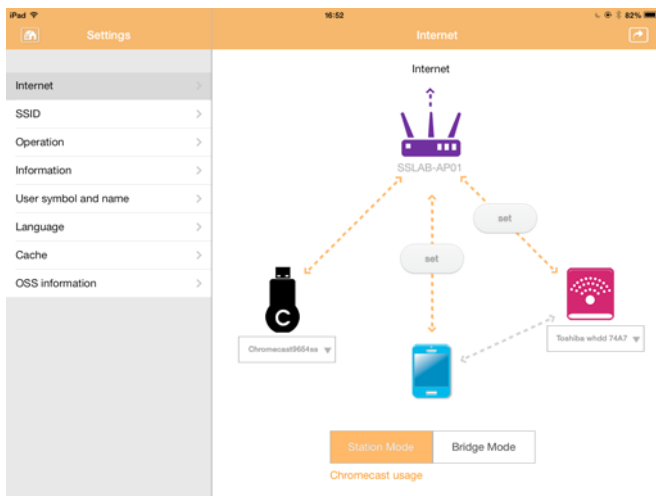 iPad 16:52 82%
Settings
Internet
Internet
SSID
Operation
Information
User symbol and name
Language
Cache
OSS information
Internet
SSLAB-AP01
set
set
C
Chromecast9654ss
Toshiba whdd 74A7
Station Mode
Bridge Mode
Chromecast usage